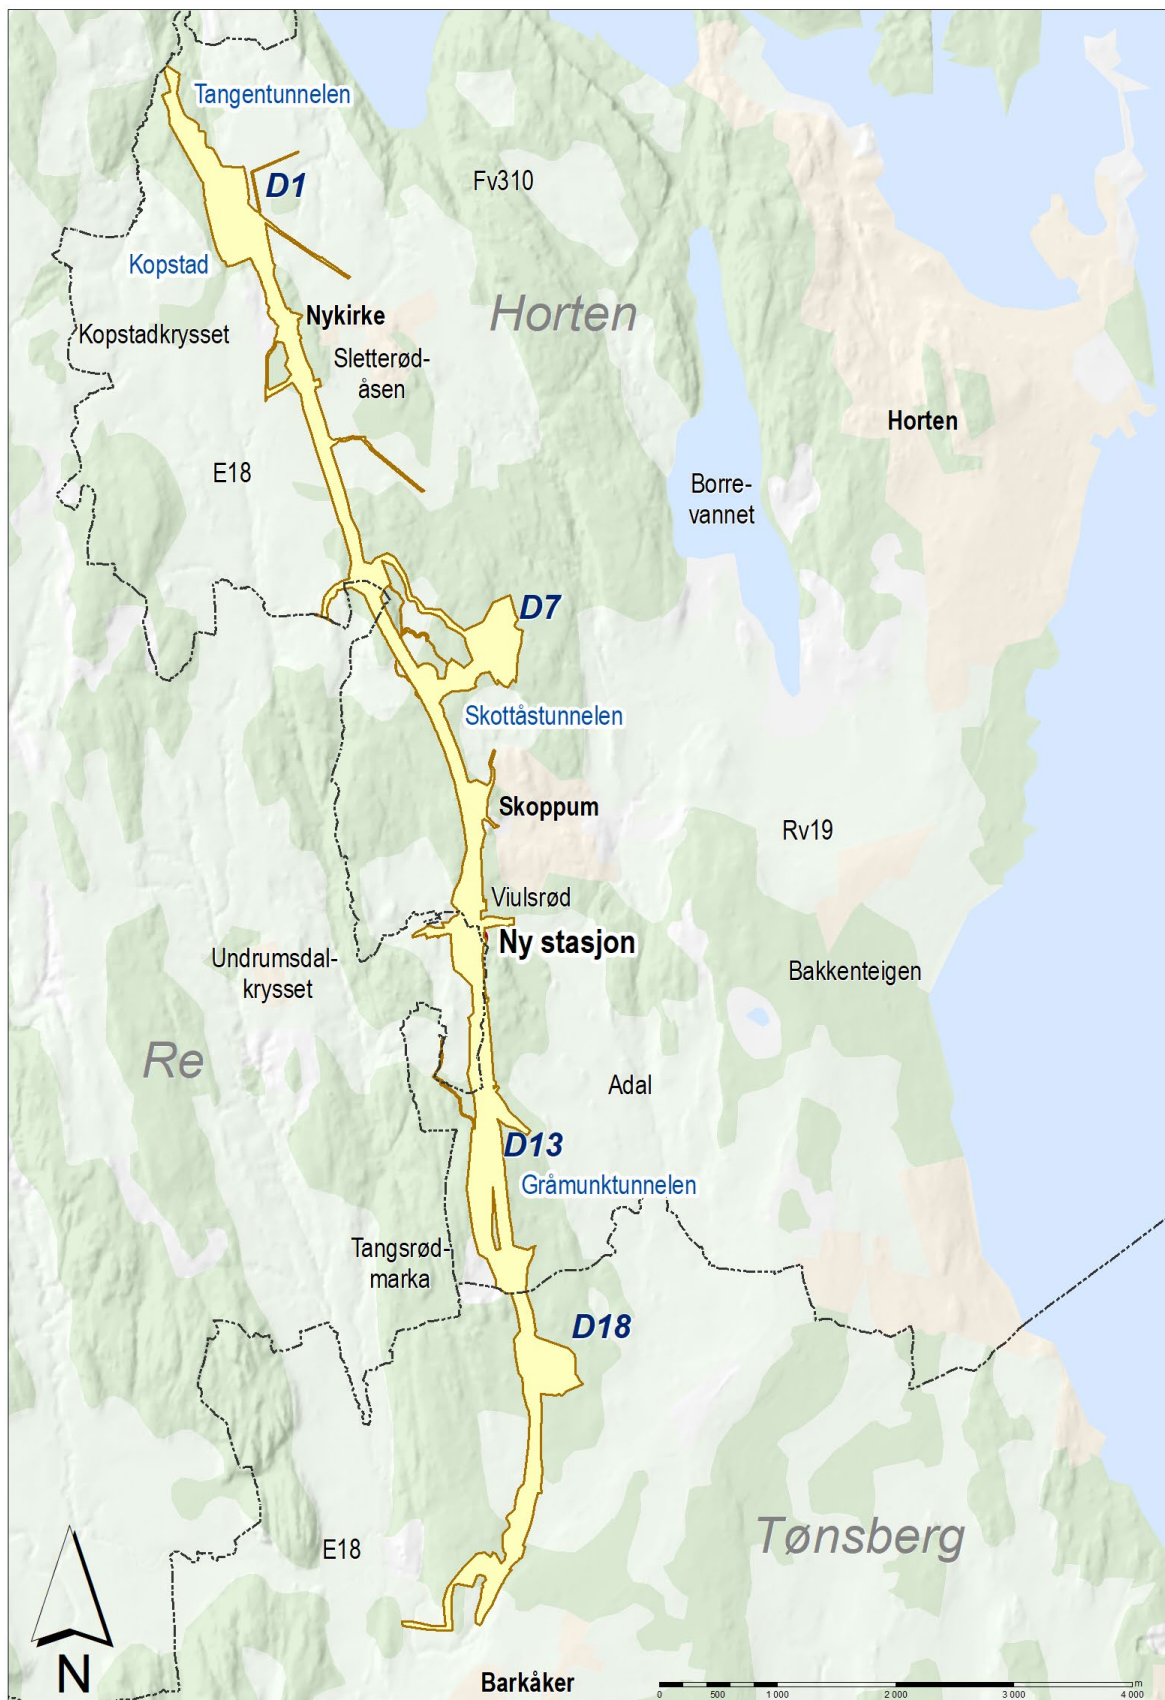 Tangentunnelen
D1
Fv310
Kopstad
Nykirke
Horten
Kopstadkrysset
Sletterød-
åsen
Horten
E18
Borre-
vannet
D7
Skottåstunnelen
Skoppum
Rv19
Viulsrød
Ny stasjon
Undrumsdal-
krysset
Bakkenteigen
Re
Adal
D13
Gråmunktunnelen
Tangsrød-
marka
D18
E18
Tønsberg
N
Barkåker
m
0 500 1 000 2 000 3 000 4 000